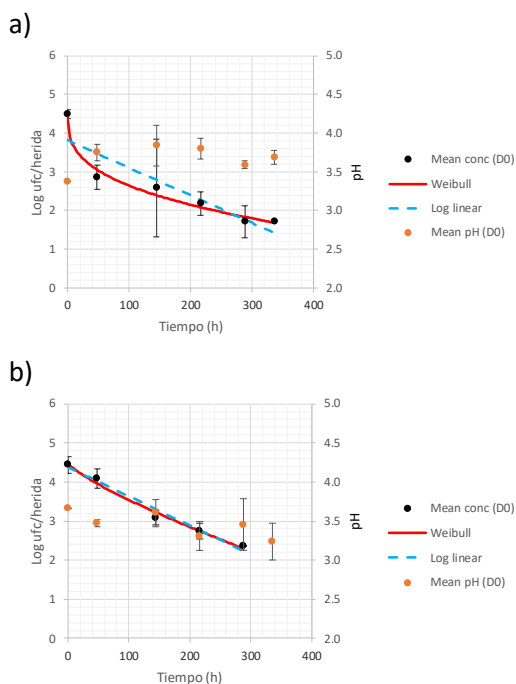 a)
6
5
4
3
2
1
0
Log ufc/herida
5.0
4.5
4.0
3.5
3.0
2.5
2.0
pH
0 100 200 300 400
Tiempo (h)
Mean conc (D0)
Weibull
Log linear
Mean pH (D0)
b)
6
5
4
3
2
1
0
Log ufc/herida
5.0
4.5
4.0
3.5
3.0
2.5
2.0
pH
0 100 200 300 400
Tiempo (h)
Mean conc (D0)
Weibull
Log linear
Mean pH (D0)